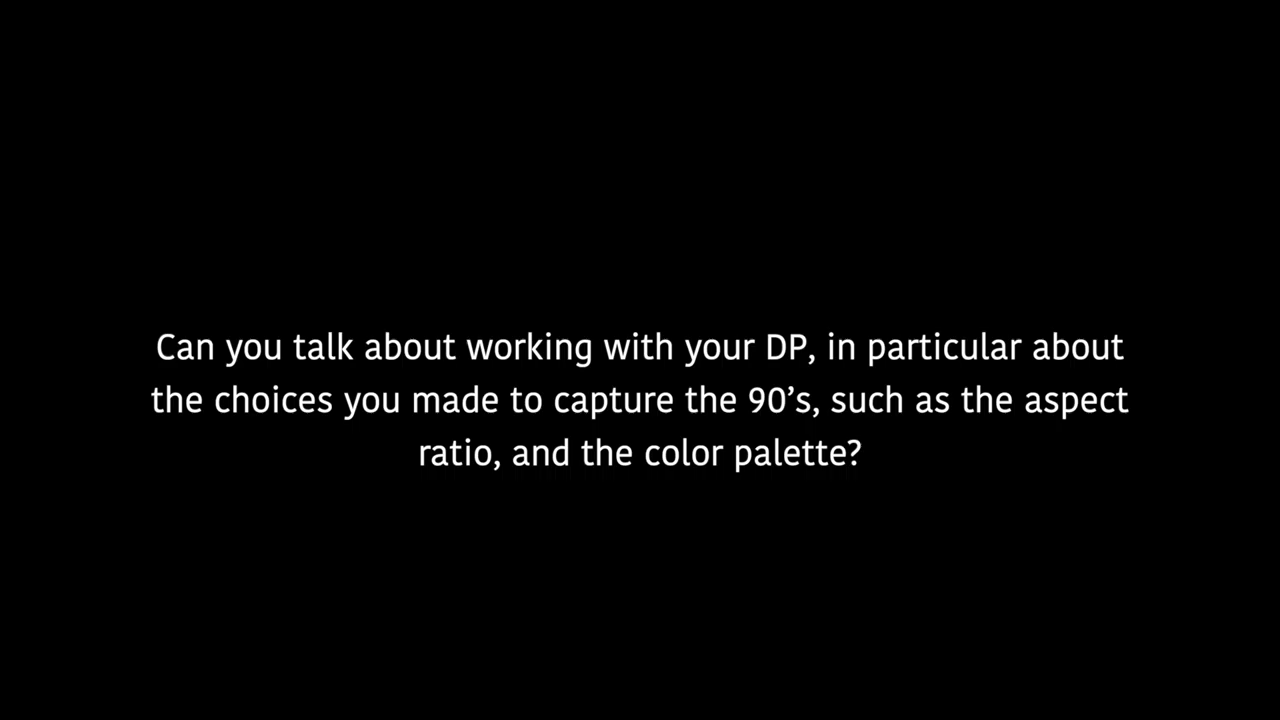 Can you talk about working with your DP, in particular about
the choices you made to capture the 90’s, such as the aspect
ratio, and the color palette?